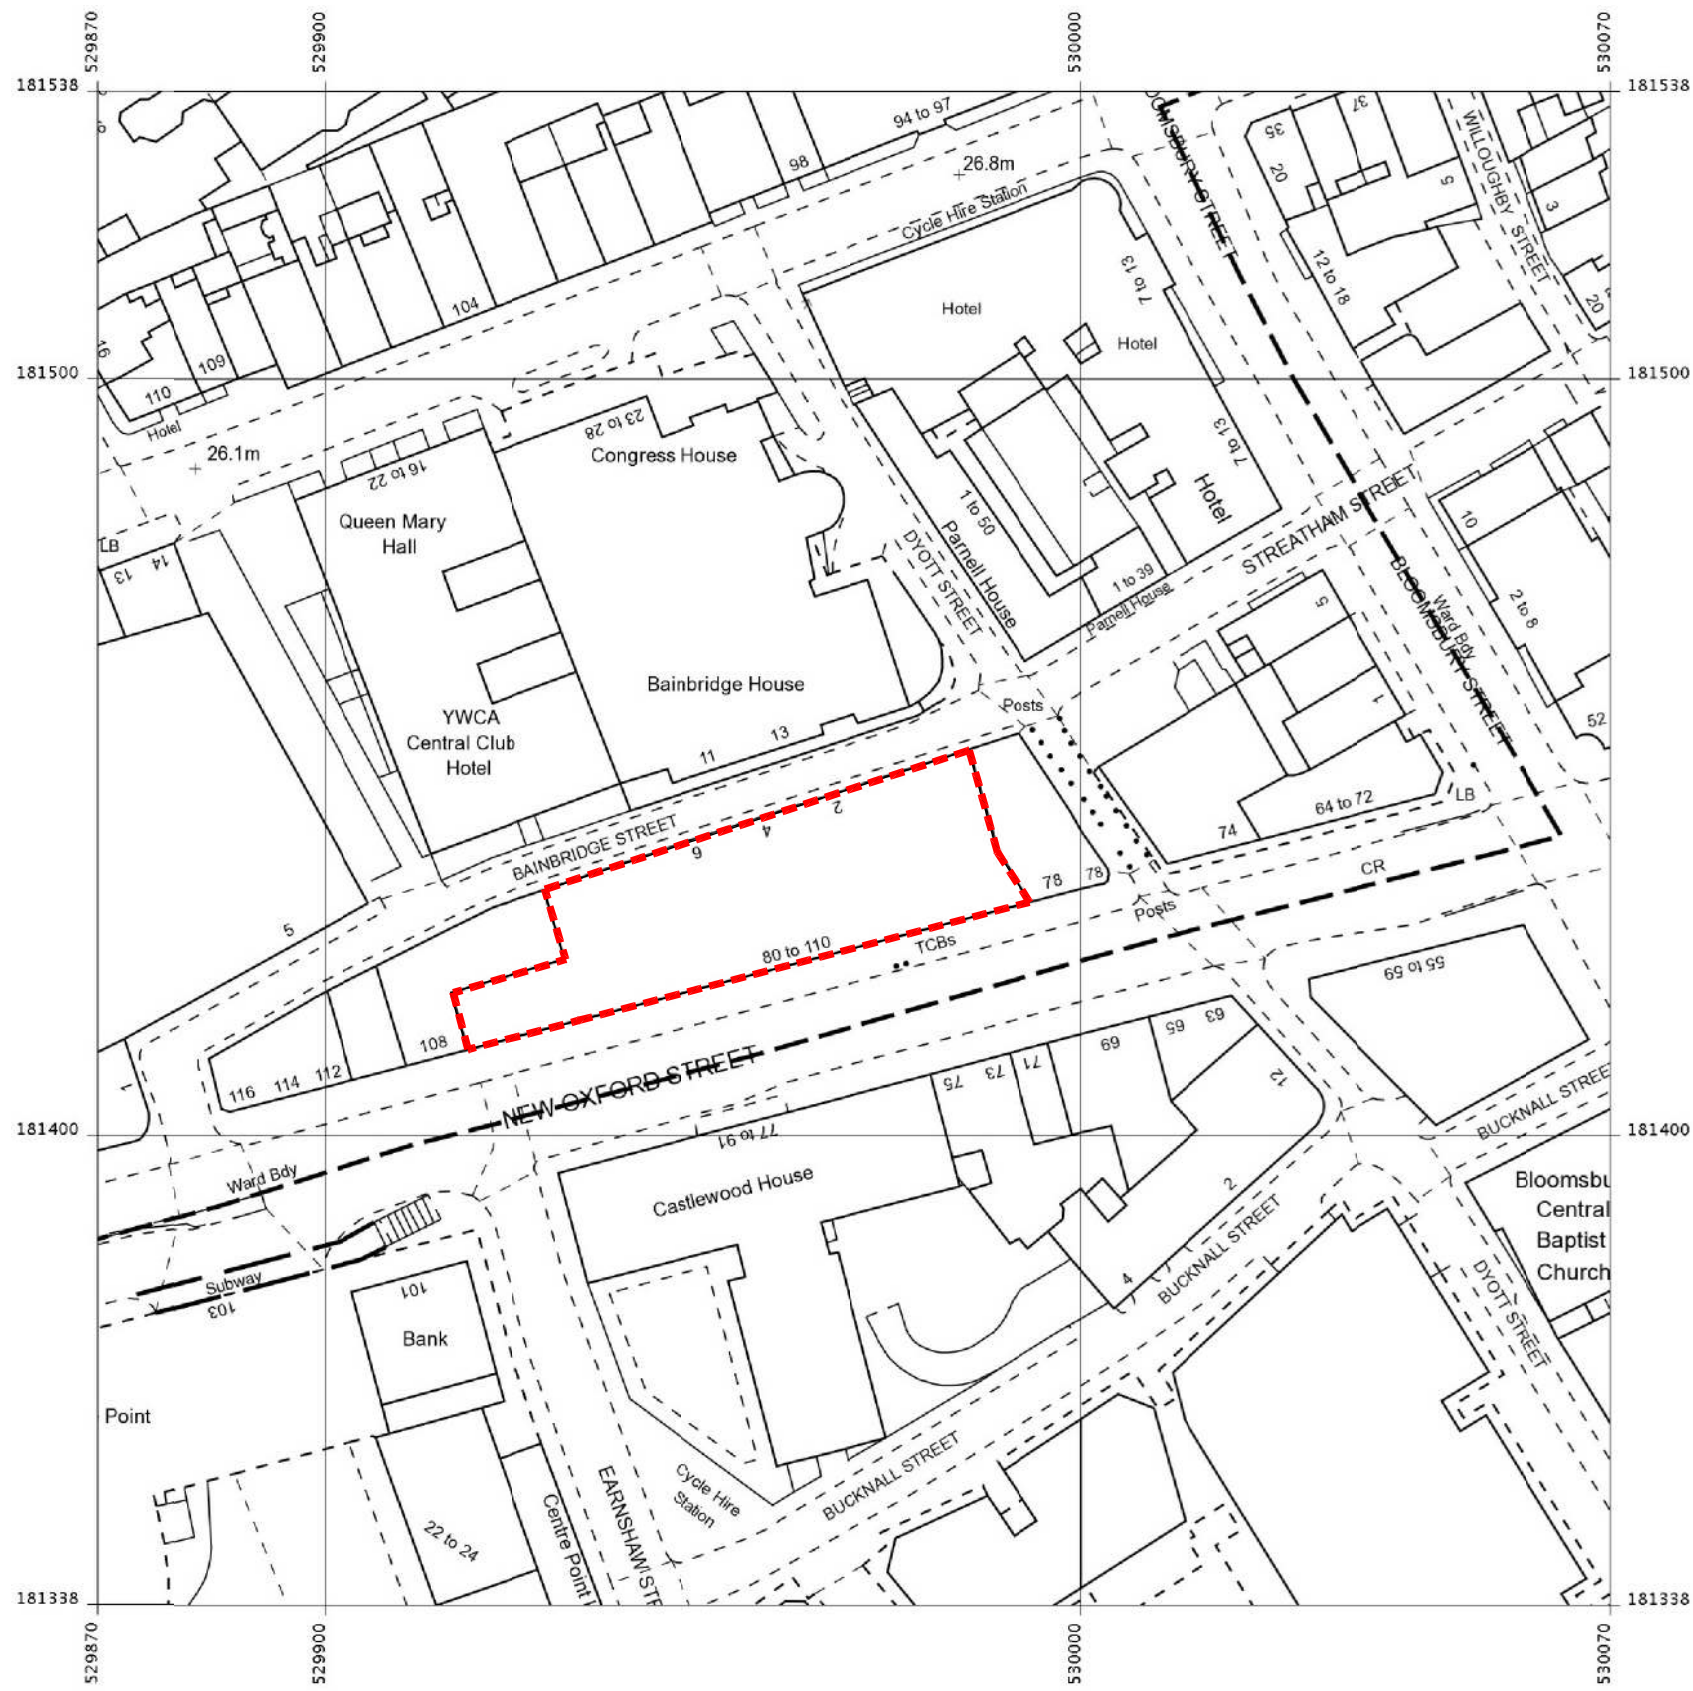 529870
529900
530000
530070
181538
181538
94 to 97
98
26.8m
Cycle Hire Station
35
20
37
5
3
20
WILLOUGHBY STREET
OOMSBURY STREET
12 to 18
7 to 13
Hotel
Hotel
104
109
110
16
Hotel
181500
181500
26.1m
16 to 22
23 to 28
Congress House
Queen Mary
Hall
LB
13
14
1 to 50
Parnell House
DYOTT STREET
7 to 13
Hotel
STREATHAM STREET
1 to 39
Parnell House
10
2 to 8
5
1
BLOOMSBURY STREET
Ward Bdy
52
Bainbridge House
YWCA
Central Club
Hotel
11
13
Posts
BAINBRIDGE STREET
6
4
2
64 to 72
74
LB
CR
78
78
Posts
5
80 to 110
TCBs
55 to 59
108
112
114
116
1
NEW OXFORD STREET
75
73
71
69
65
63
12
BUCKNALL STREE
181400
181400
77 to 91
Ward Bdy
Castlewood House
2
4
BUCKNALL STREET
Bloomsbu
Central
Baptist
Church
Subway
103
101
Bank
DYOTT STREET
Point
BUCKNALL STREET
Cycle Hire
Station
EARNSHAW STR
Centre Point
22 to 24
181338
181338
529870
529900
530000
530070